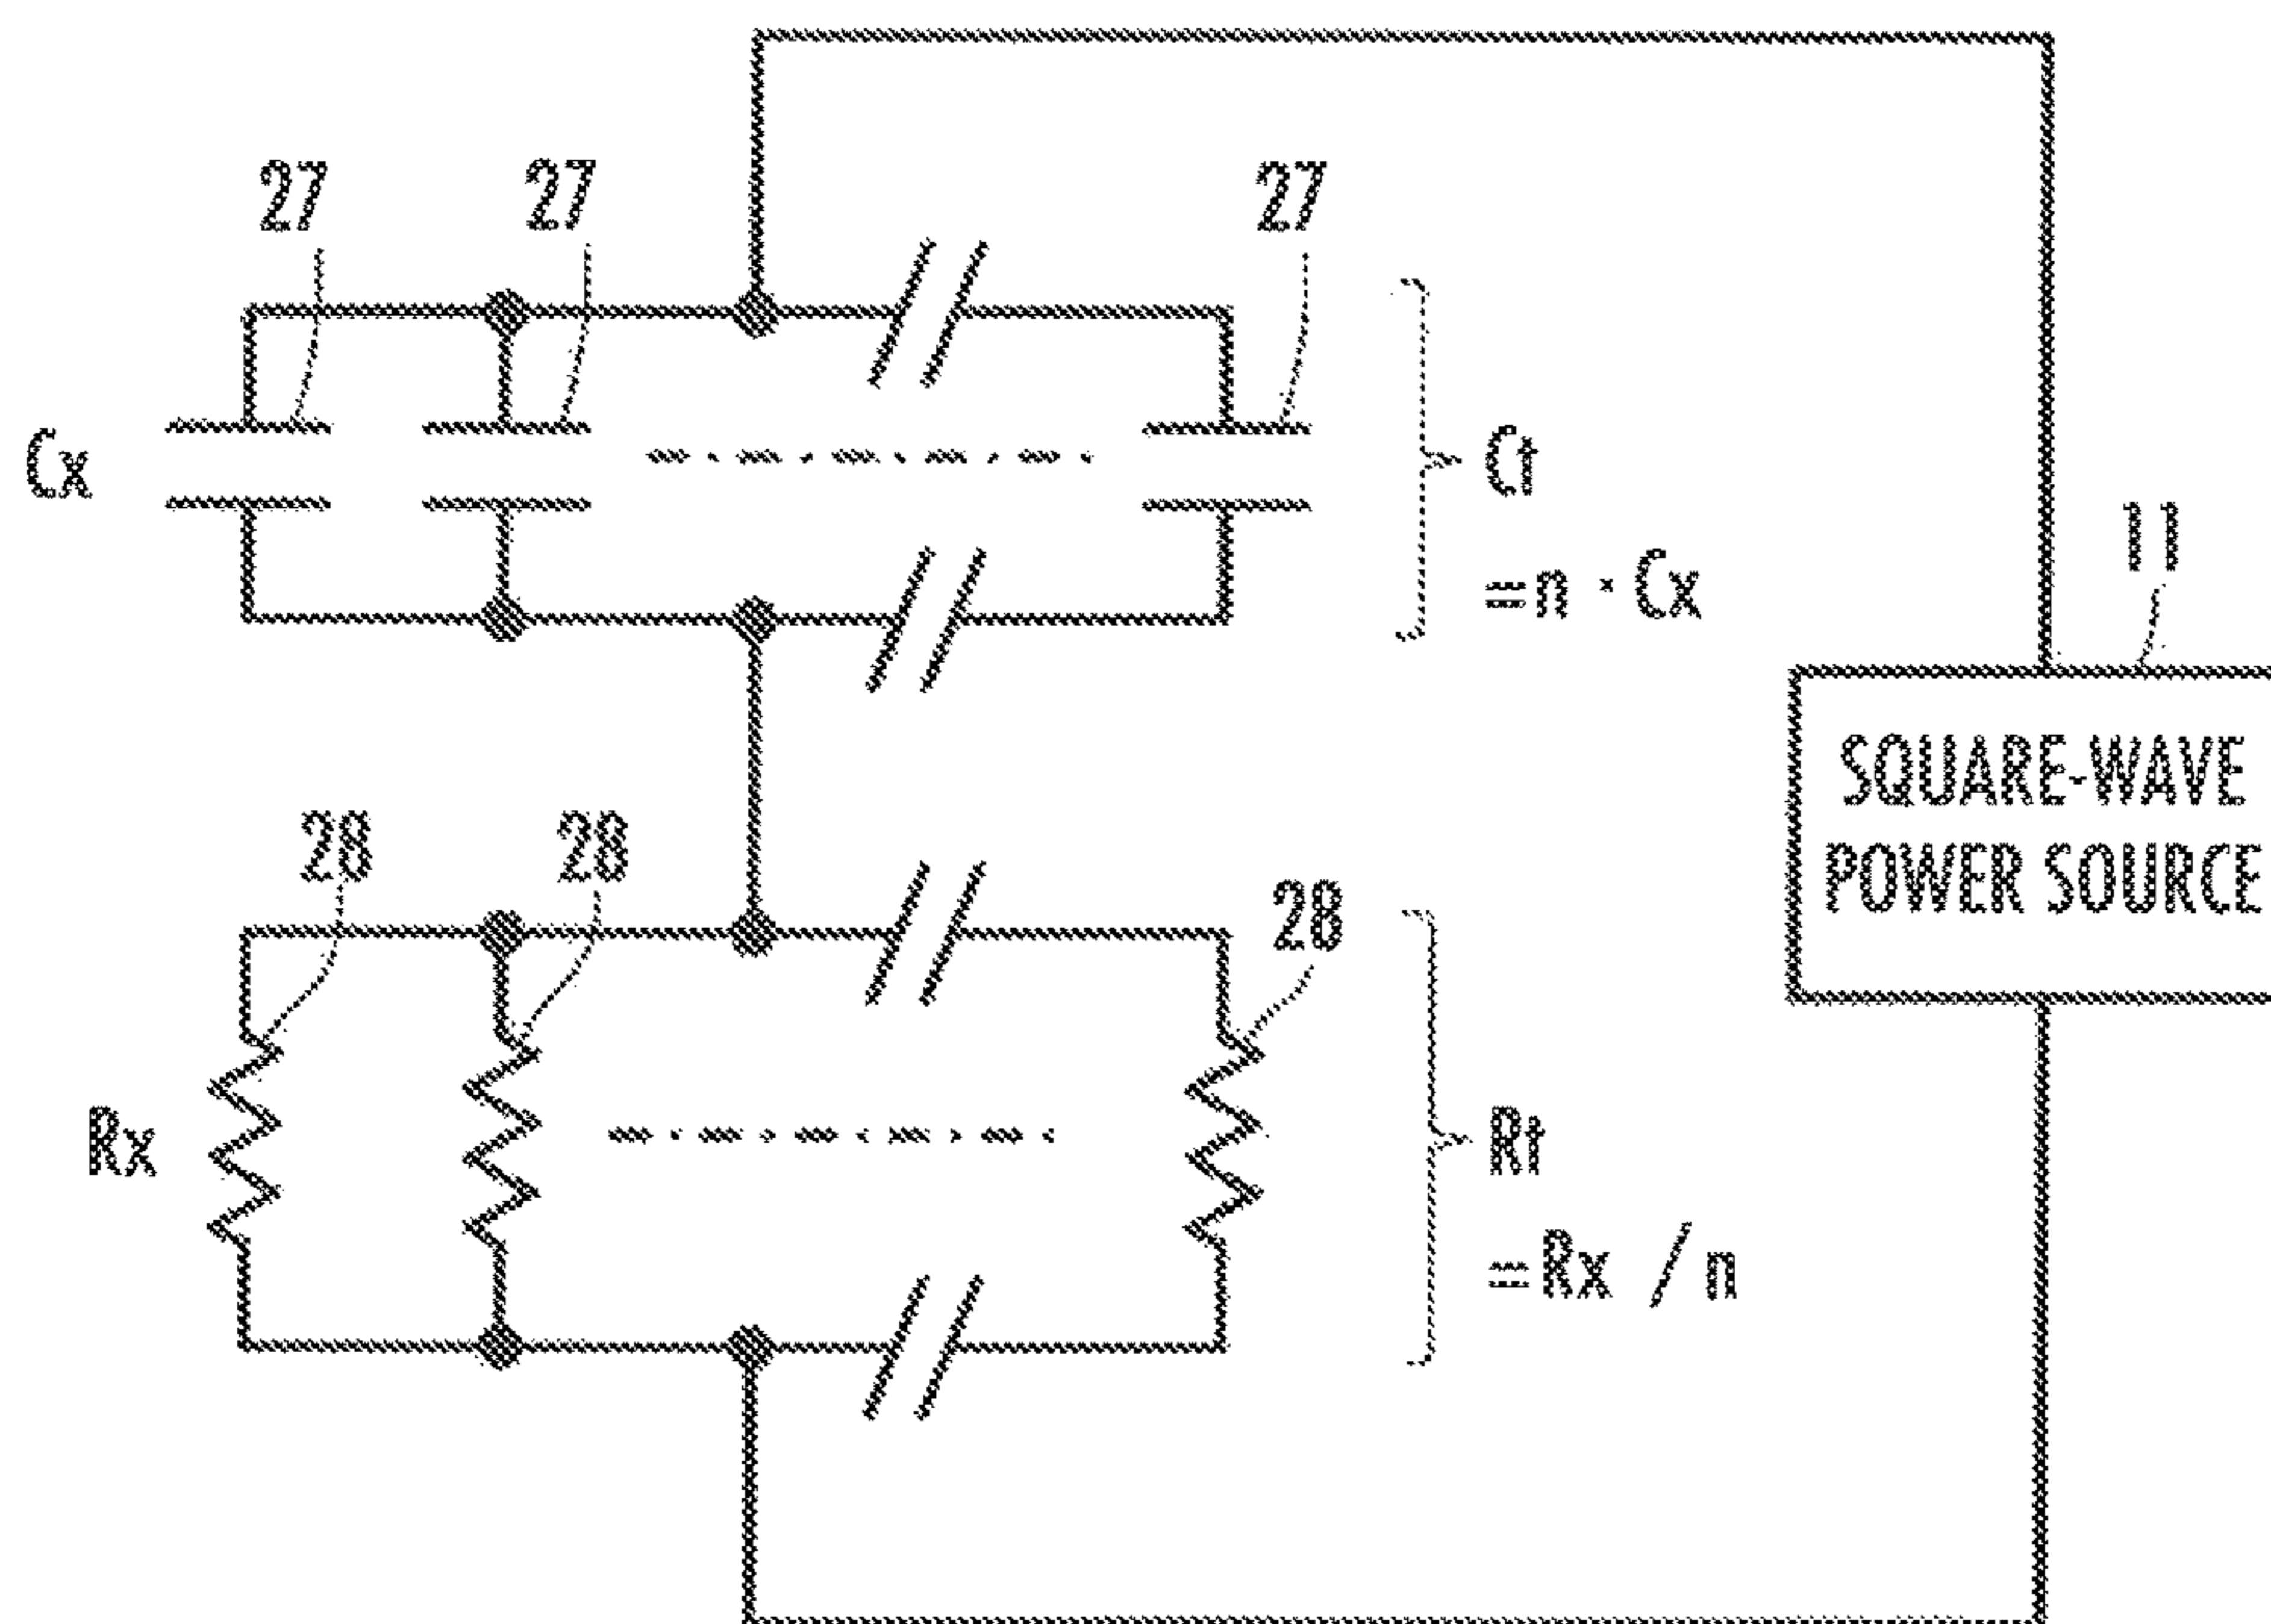 27
27
27
Cx
Ct
=n · Cx
11
SQUARE-WAVE
POWER SOURCE
28
28
28
Rx
Rt
=Rx / n